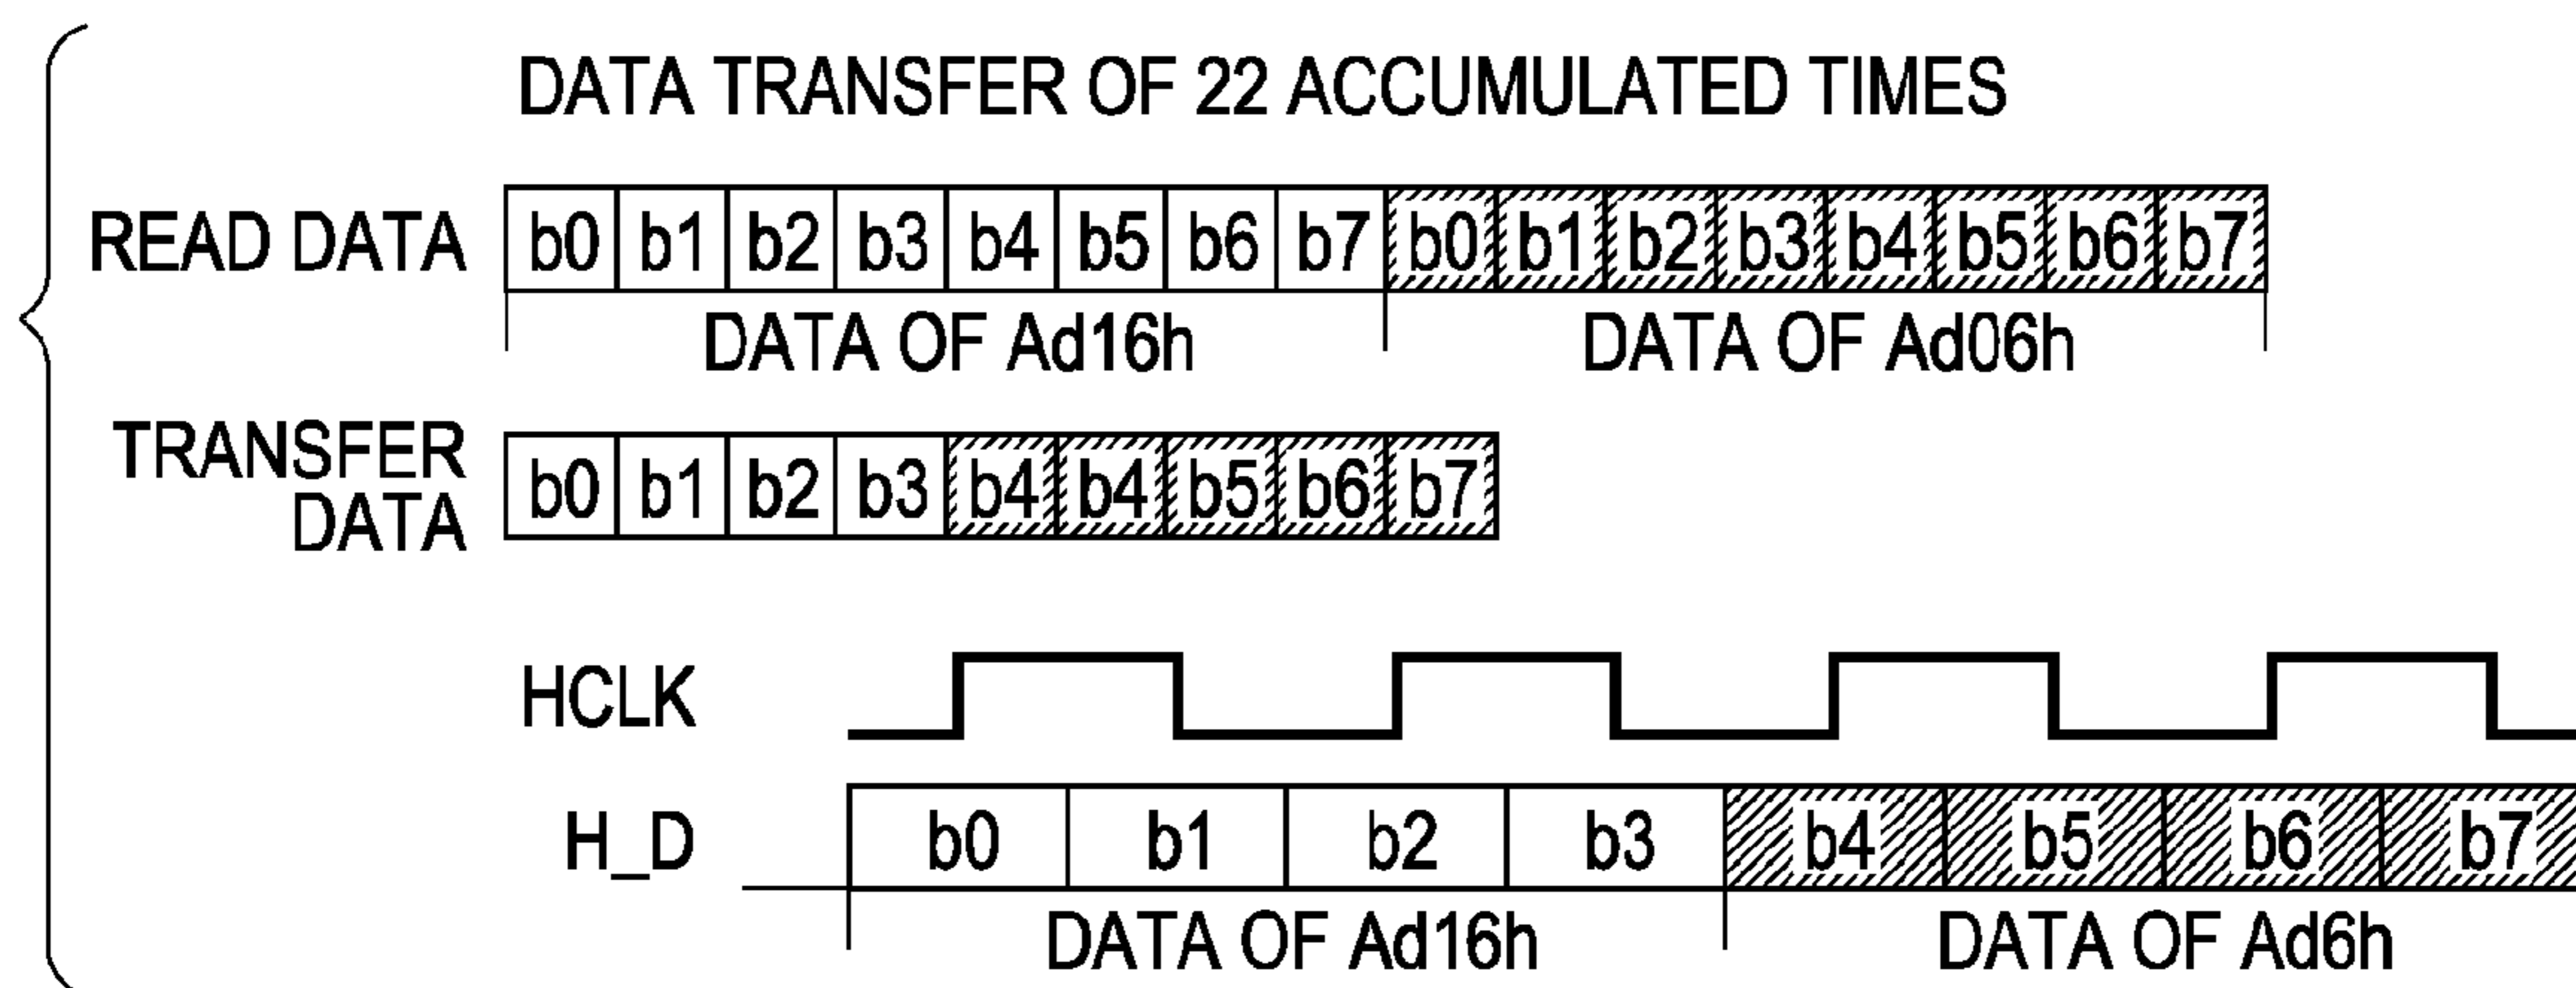 DATA TRANSFER OF 22 ACCUMULATED TIMES
READ DATA b0 b1 b2 b3 b4 b5 b6 b7 b0 b1 b2 b3 b4 b5 b6 b7
DATA OF Ad16h DATA OF Ad06h
TRANSFER
DATA
b0 b1 b2 b3 b4 b4 b5 b6 b7
HCLK
H_D b0 b1 b2 b3 b4 b5 b6 b7
DATA OF Ad16h DATA OF Ad6h